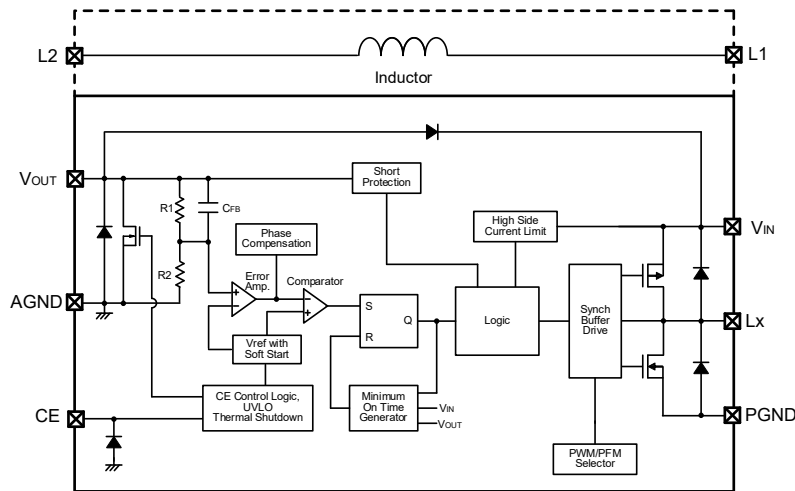 L2
L1
Inductor
VOUT
Short
Protection
R1
CFB
High Side
Current Limit
VIN
Phase
Compensation
R2
Error
Amp.
Comparator
AGND
S
Q
R
Logic
Synch
Buffer
Drive
Lx
Vref with
Soft Start
CE Control Logic,
UVLO
Thermal Shutdown
Minimum
On Time
Generator
VIN
VOUT
CE
PGND
PWM/PFM
Selector